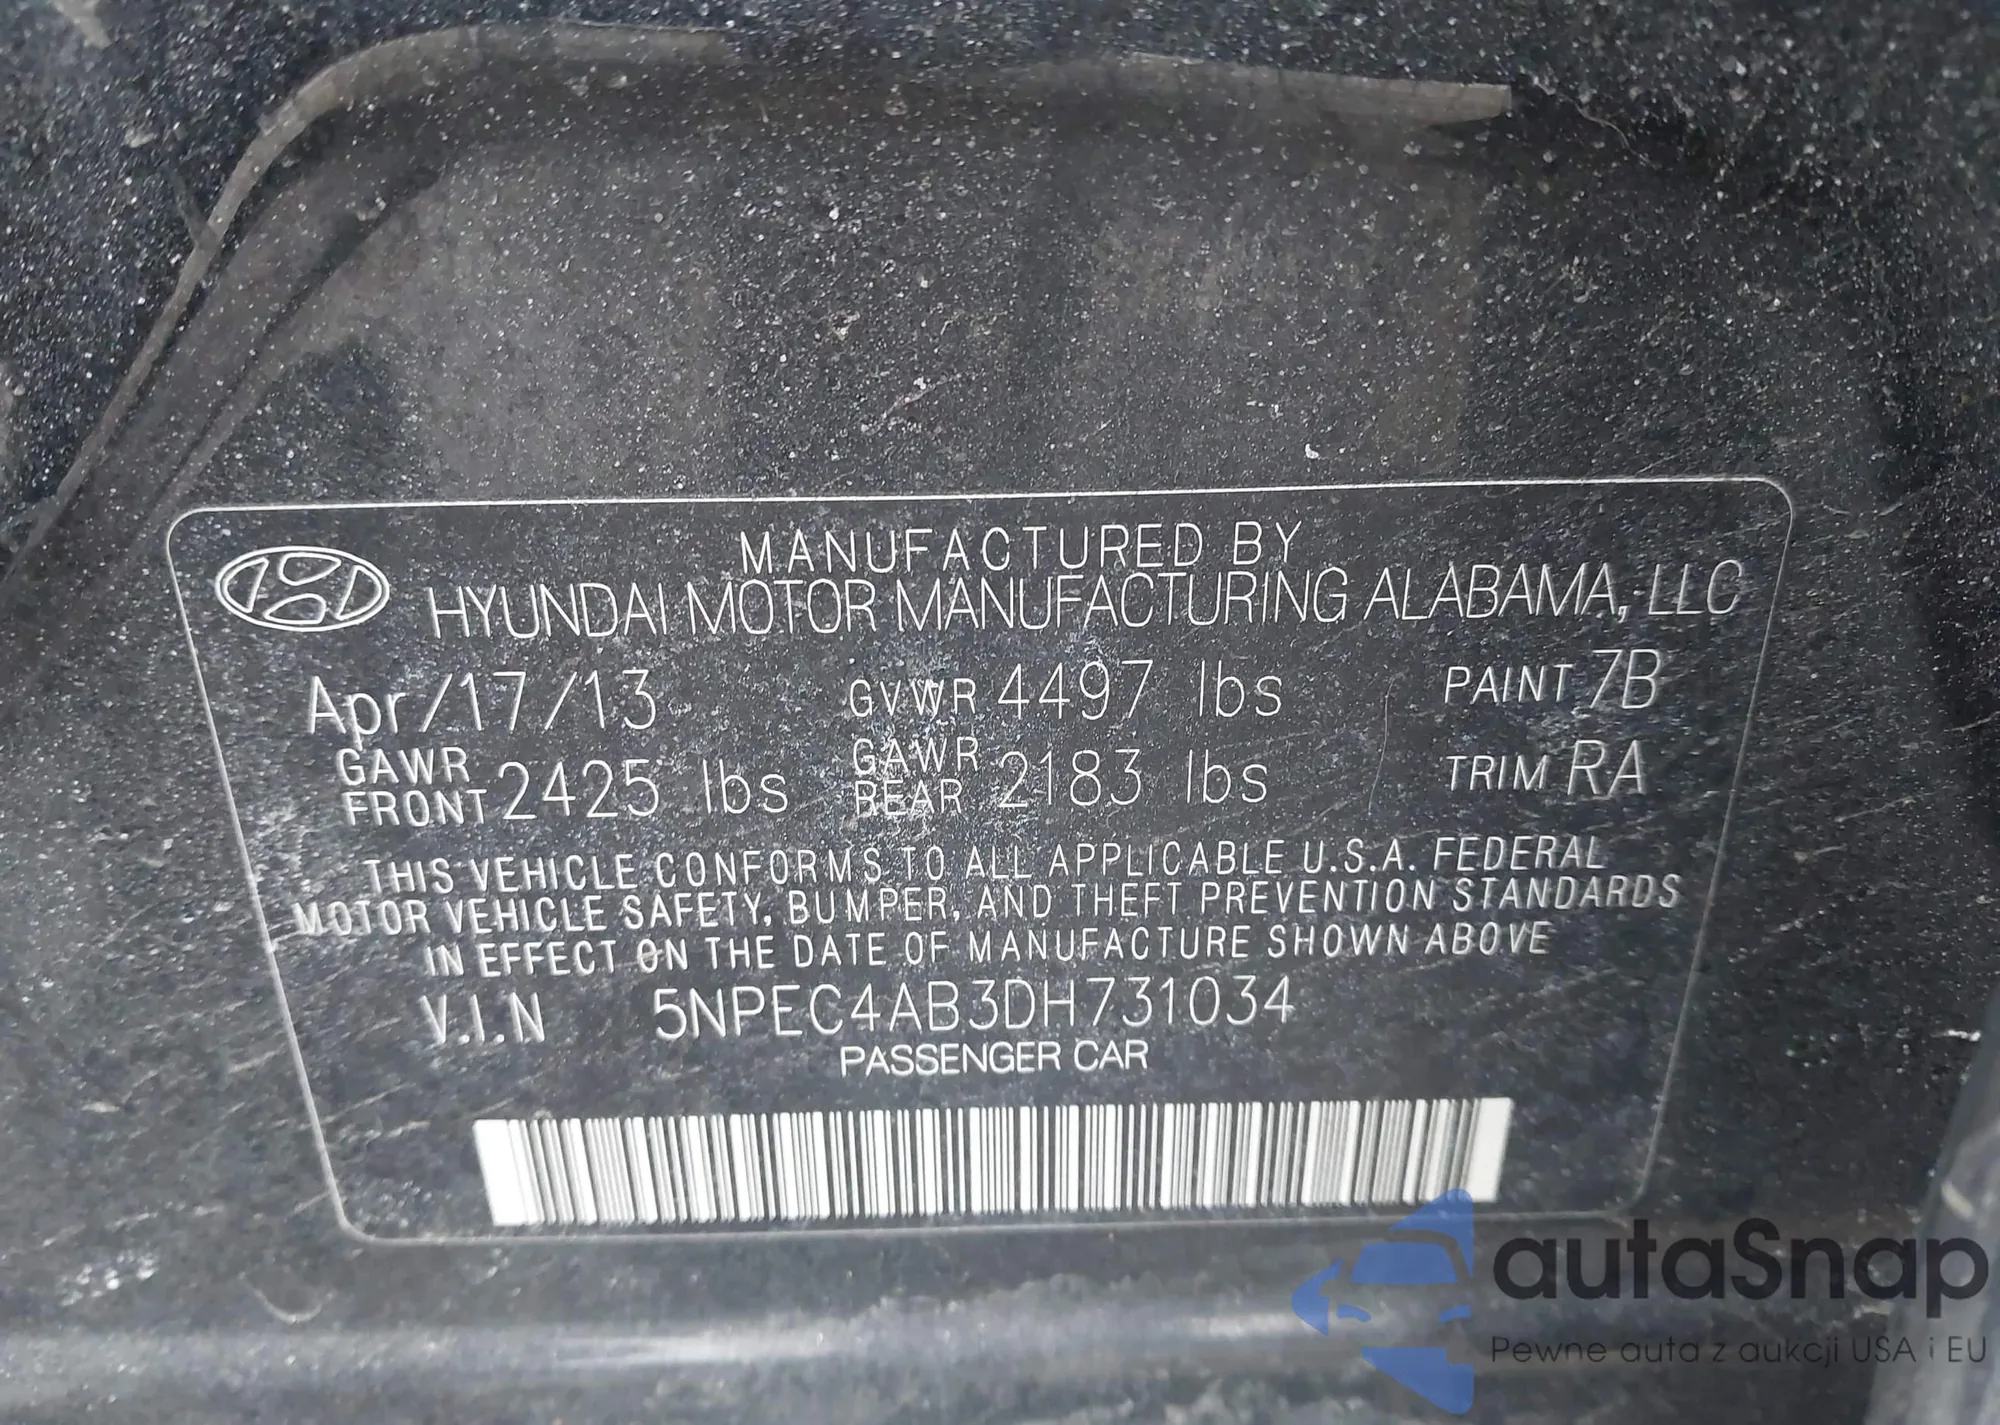 MANUFACTURED BY
HYUNDAI MOTOR MANUFACTURING ALABAMA, LLC
Apr/17/13 GVWR 4497 lbs PAINT 7B
GAWR FRONT 2425 lbs GAWR REAR 2183 lbs TRIM RA
THIS VEHICLE CONFORMS TO ALL APPLICABLE U.S.A. FEDERAL
MOTOR VEHICLE SAFETY, BUMPER, AND THEFT PREVENTION STANDARDS
IN EFFECT ON THE DATE OF MANUFACTURE SHOWN ABOVE
V.I.N 5NPEC4AB3DH731034
PASSENGER CAR
autaSnap
Pewne auta z aukcji USA i EU